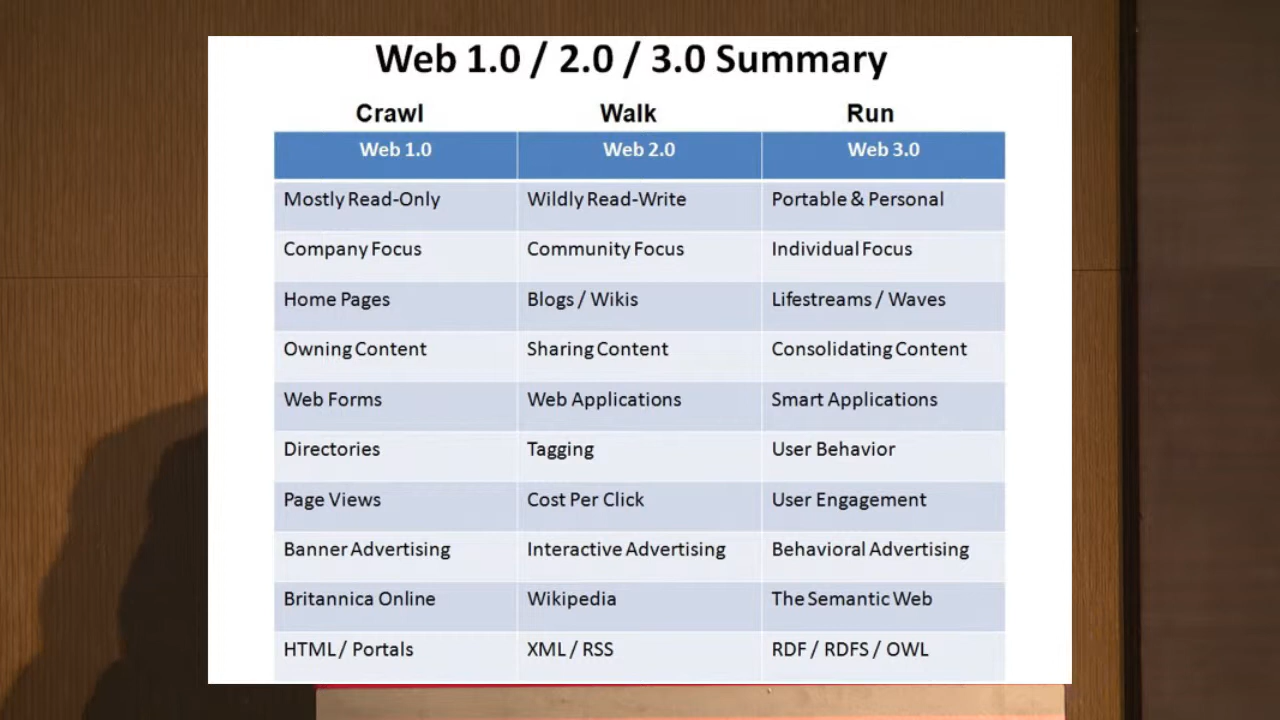 Web 1.0 / 2.0 / 3.0 Summary
Crawl Walk Run
Web 1.0 Web 2.0 Web 3.0
Mostly Read-Only Wildly Read-Write Portable & Personal
Company Focus Community Focus Individual Focus
Home Pages Blogs / Wikis Lifestreams / Waves
Owning Content Sharing Content Consolidating Content
Web Forms Web Applications Smart Applications
Directories Tagging User Behavior
Page Views Cost Per Click User Engagement
Banner Advertising Interactive Advertising Behavioral Advertising
Britannica Online Wikipedia The Semantic Web
HTML / Portals XML / RSS RDF / RDFS / OWL